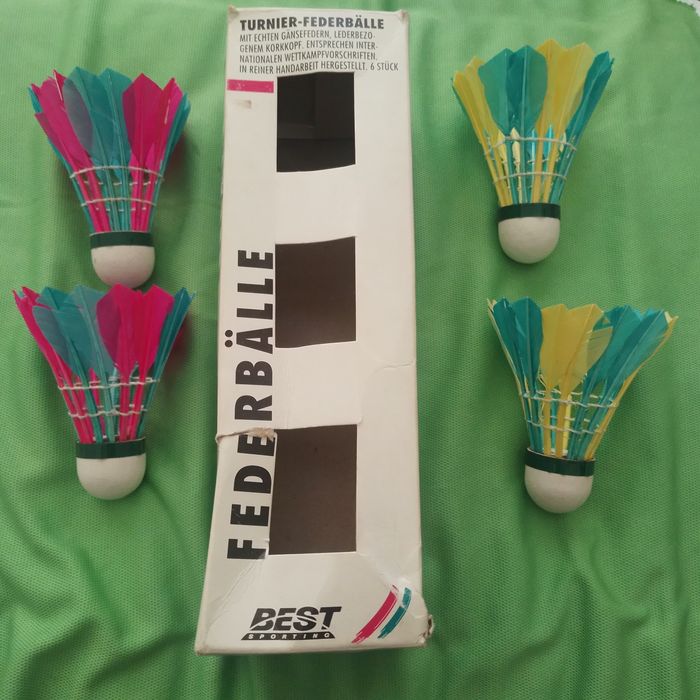 TURNIER-FEDERBÄLLE
MIT ECHTEN GÄNSEFEDERN, LEDERBEZO-
GENEM KORKKOPF. ENTSPRECHEN INTER-
NATIONALEN WETTKAMPFVORSCHRIFTEN.
IN REINER HANDARBEIT HERGESTELLT. 6 STÜCK
FEDERBÄLLE
BEST
SPORTING